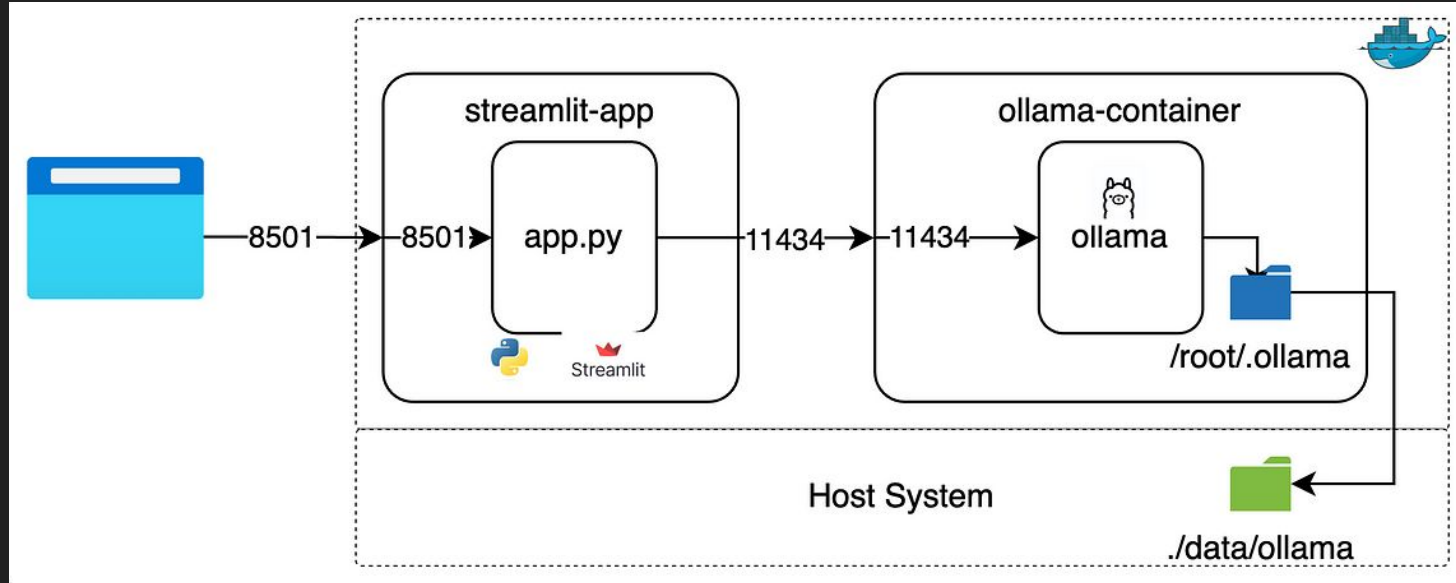 streamlit-app
ollama-container
8501
8501
app.py
11434
11434
ollama
Streamlit
/root/.ollama
Host System
./data/ollama